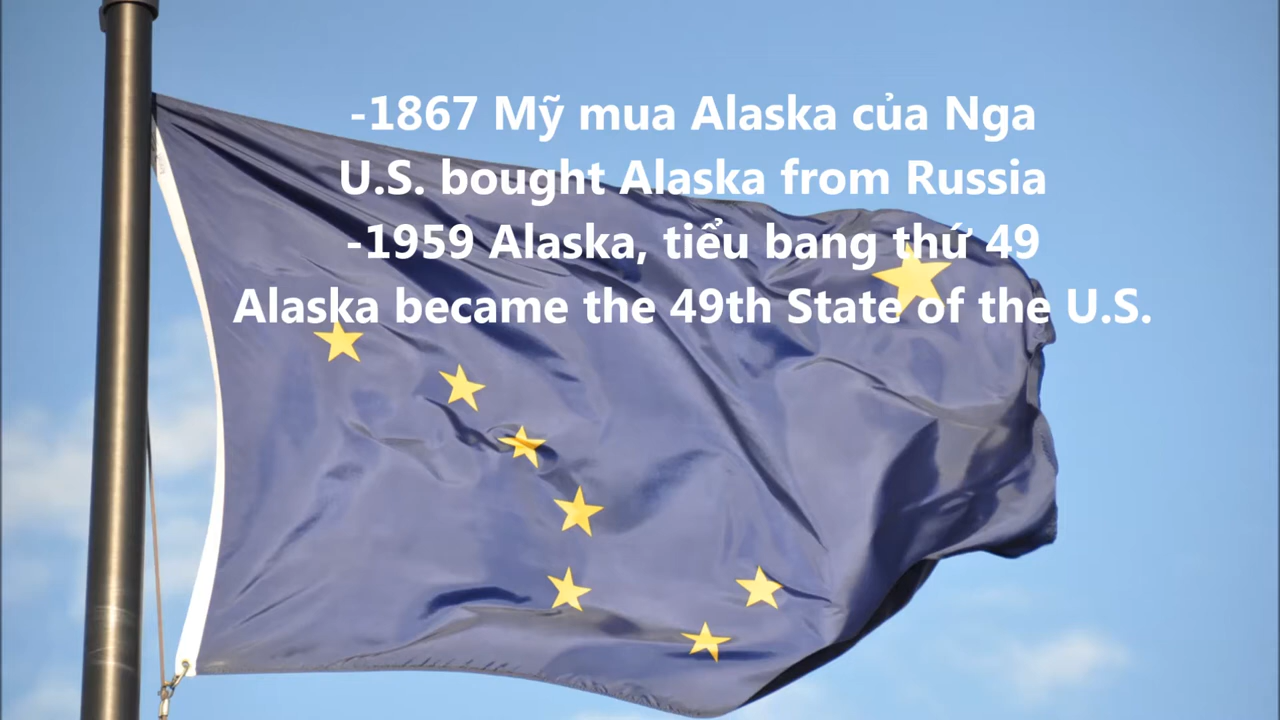 -1867 Mỹ mua Alaska của Nga
U.S. bought Alaska from Russia
-1959 Alaska, tiểu bang thứ 49
Alaska became the 49th State of the U.S.